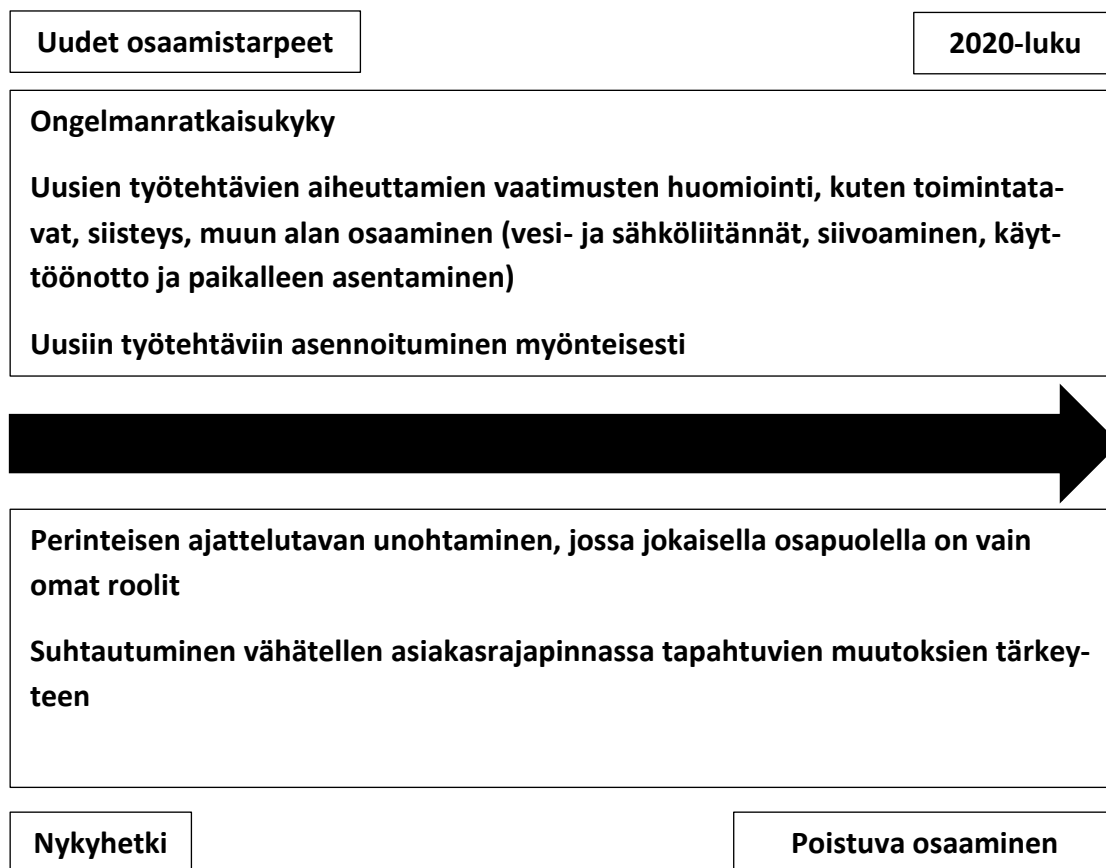 Uudet osaamistarpeet
2020-luku
Ongelmanratkaisukyky
Uusien työtehtävien aiheuttamien vaatimusten huomiointi, kuten toimintata-
vat, siisteys, muun alan osaaminen (vesi- ja sähköliitännät, siivoaminen, käyt-
töönotto ja paikalleen asentaminen)
Uusiin työtehtäviin asennoituminen myönteisesti
Perinteisen ajattelutavan unohtaminen, jossa jokaisella osapuolella on vain
omat roolit
Suhtautuminen vähätellen asiakasrajapinnassa tapahtuvien muutoksien tärkey-
teen
Nykyhetki
Poistuva osaaminen